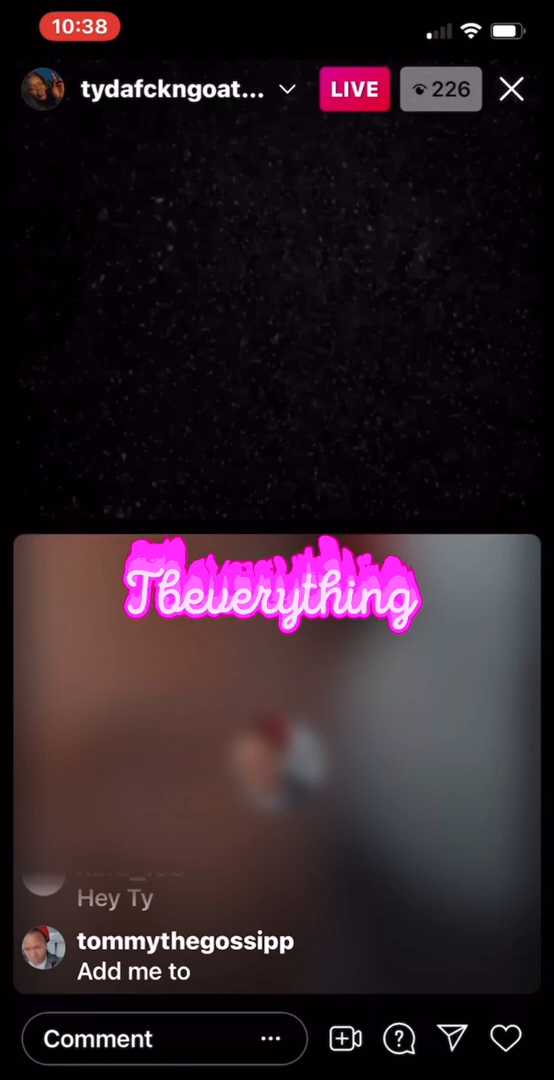 10:38
tydafckngoat...
LIVE
226
Tbeverything
Hey Ty
tommythegossipp
Add me to
Comment